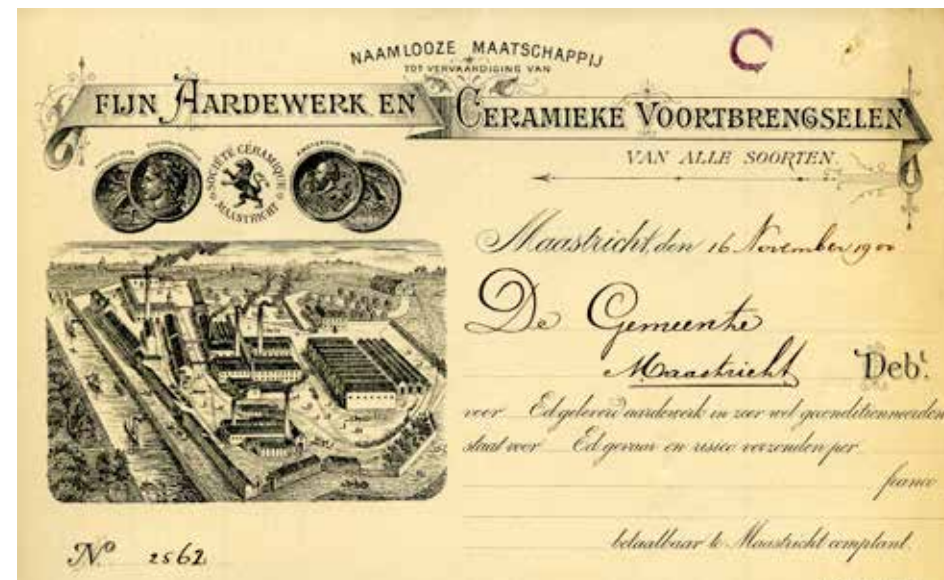 NAAMLOOZE MAATSCHAPPIJ
TOT VERVAARDIGING VAN
FIJN AARDEWERK EN CERAMIEKE VOORTBRENGSELEN
VAN ALLE SOORTEN.
SOCIÉTÉ CÉRAMIQUE
MAASTRICHT
AMSTERDAM
Maastricht, den 16 November 1900
De Gemeente
Maastricht Debt.
voor Ed geleverd aardewerk in zeer wel geconditionneerden
staat voor Ed gevaar en risico verzonden per
franco
betaalbaar te Maastricht comptant.
No 2562